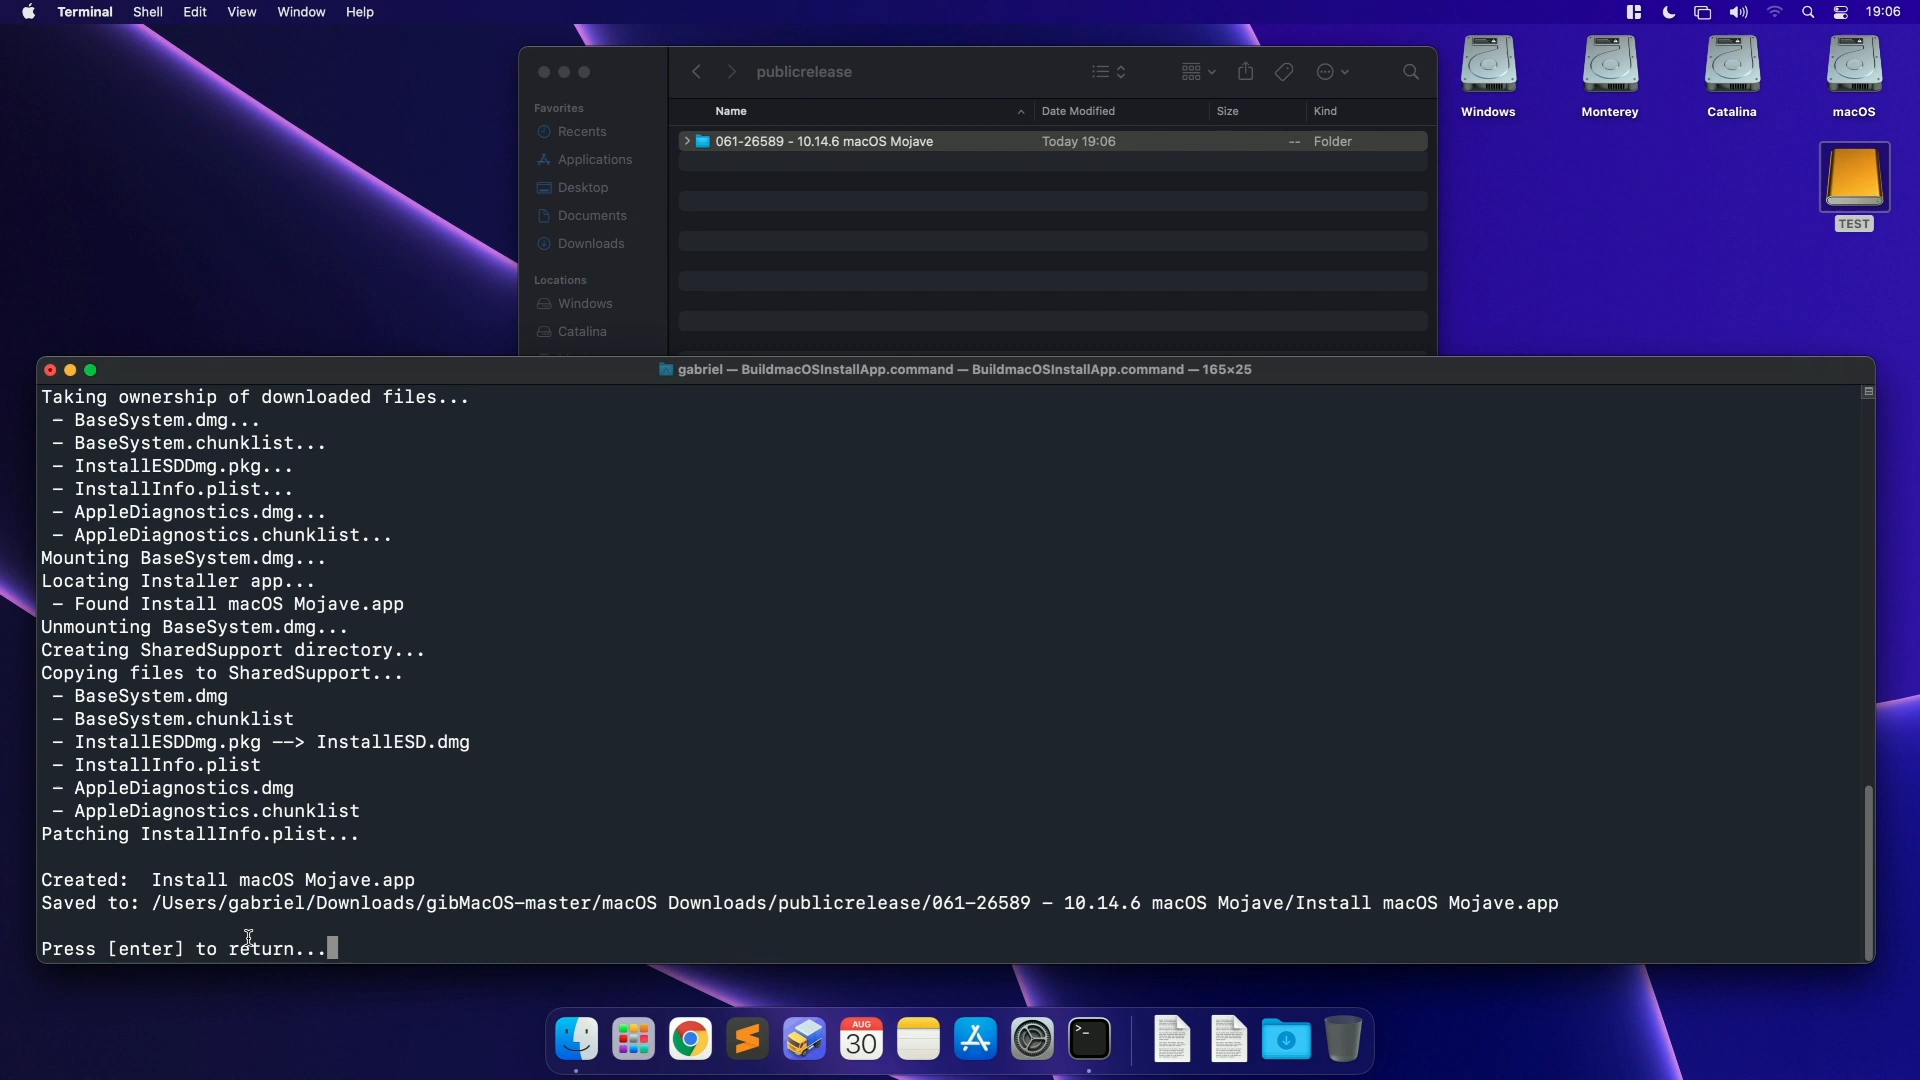 Terminal Shell Edit View Window Help 19:06
publicrelease
Favorites
Recents
Applications
Desktop
Documents
Downloads
Locations
Windows
Catalina
Name Date Modified Size Kind
061-26589 - 10.14.6 macOS Mojave Today 19:06 -- Folder
Windows
Monterey
Catalina
macOS
TEST
gabriel — BuildmacOSInstallApp.command — BuildmacOSInstallApp.command — 165×25
Taking ownership of downloaded files...
- BaseSystem.dmg...
- BaseSystem.chunklist...
- InstallESDDmg.pkg...
- InstallInfo.plist...
- AppleDiagnostics.dmg...
- AppleDiagnostics.chunklist...
Mounting BaseSystem.dmg...
Locating Installer app...
- Found Install macOS Mojave.app
Unmounting BaseSystem.dmg...
Creating SharedSupport directory...
Copying files to SharedSupport...
- BaseSystem.dmg
- BaseSystem.chunklist
- InstallESDDmg.pkg --> InstallESD.dmg
- InstallInfo.plist
- AppleDiagnostics.dmg
- AppleDiagnostics.chunklist
Patching InstallInfo.plist...
Created:  Install macOS Mojave.app
Saved to: /Users/gabriel/Downloads/gibMacOS-master/macOS Downloads/publicrelease/061-26589 - 10.14.6 macOS Mojave/Install macOS Mojave.app
Press [enter] to return...
AUG
30